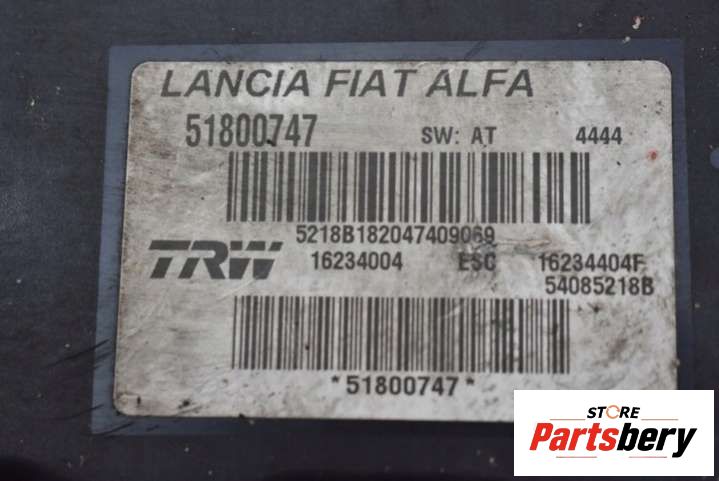 LANCIA FIAT ALFA
51800747 SW: AT 4444
5218B182047409069
TRW 16234004 ESC 16234404F
54085218B
*51800747*
STORE
Partsbery